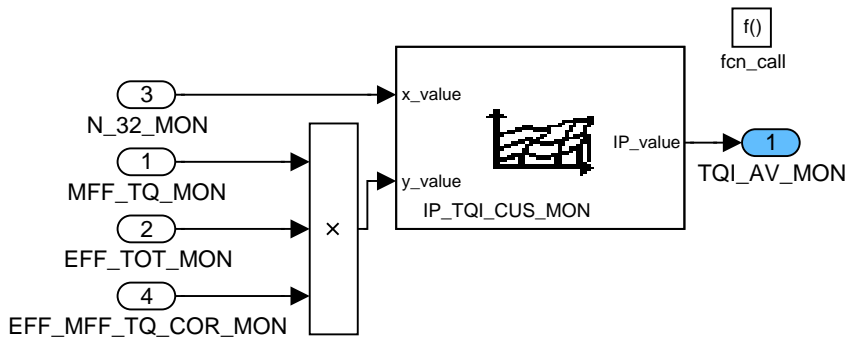 f()
fcn_call
3
N_32_MON
x_value
1
MFF_TQ_MON
IP_value
1
TQI_AV_MON
y_value
IP_TQI_CUS_MON
2
EFF_TOT_MON
×
4
EFF_MFF_TQ_COR_MON